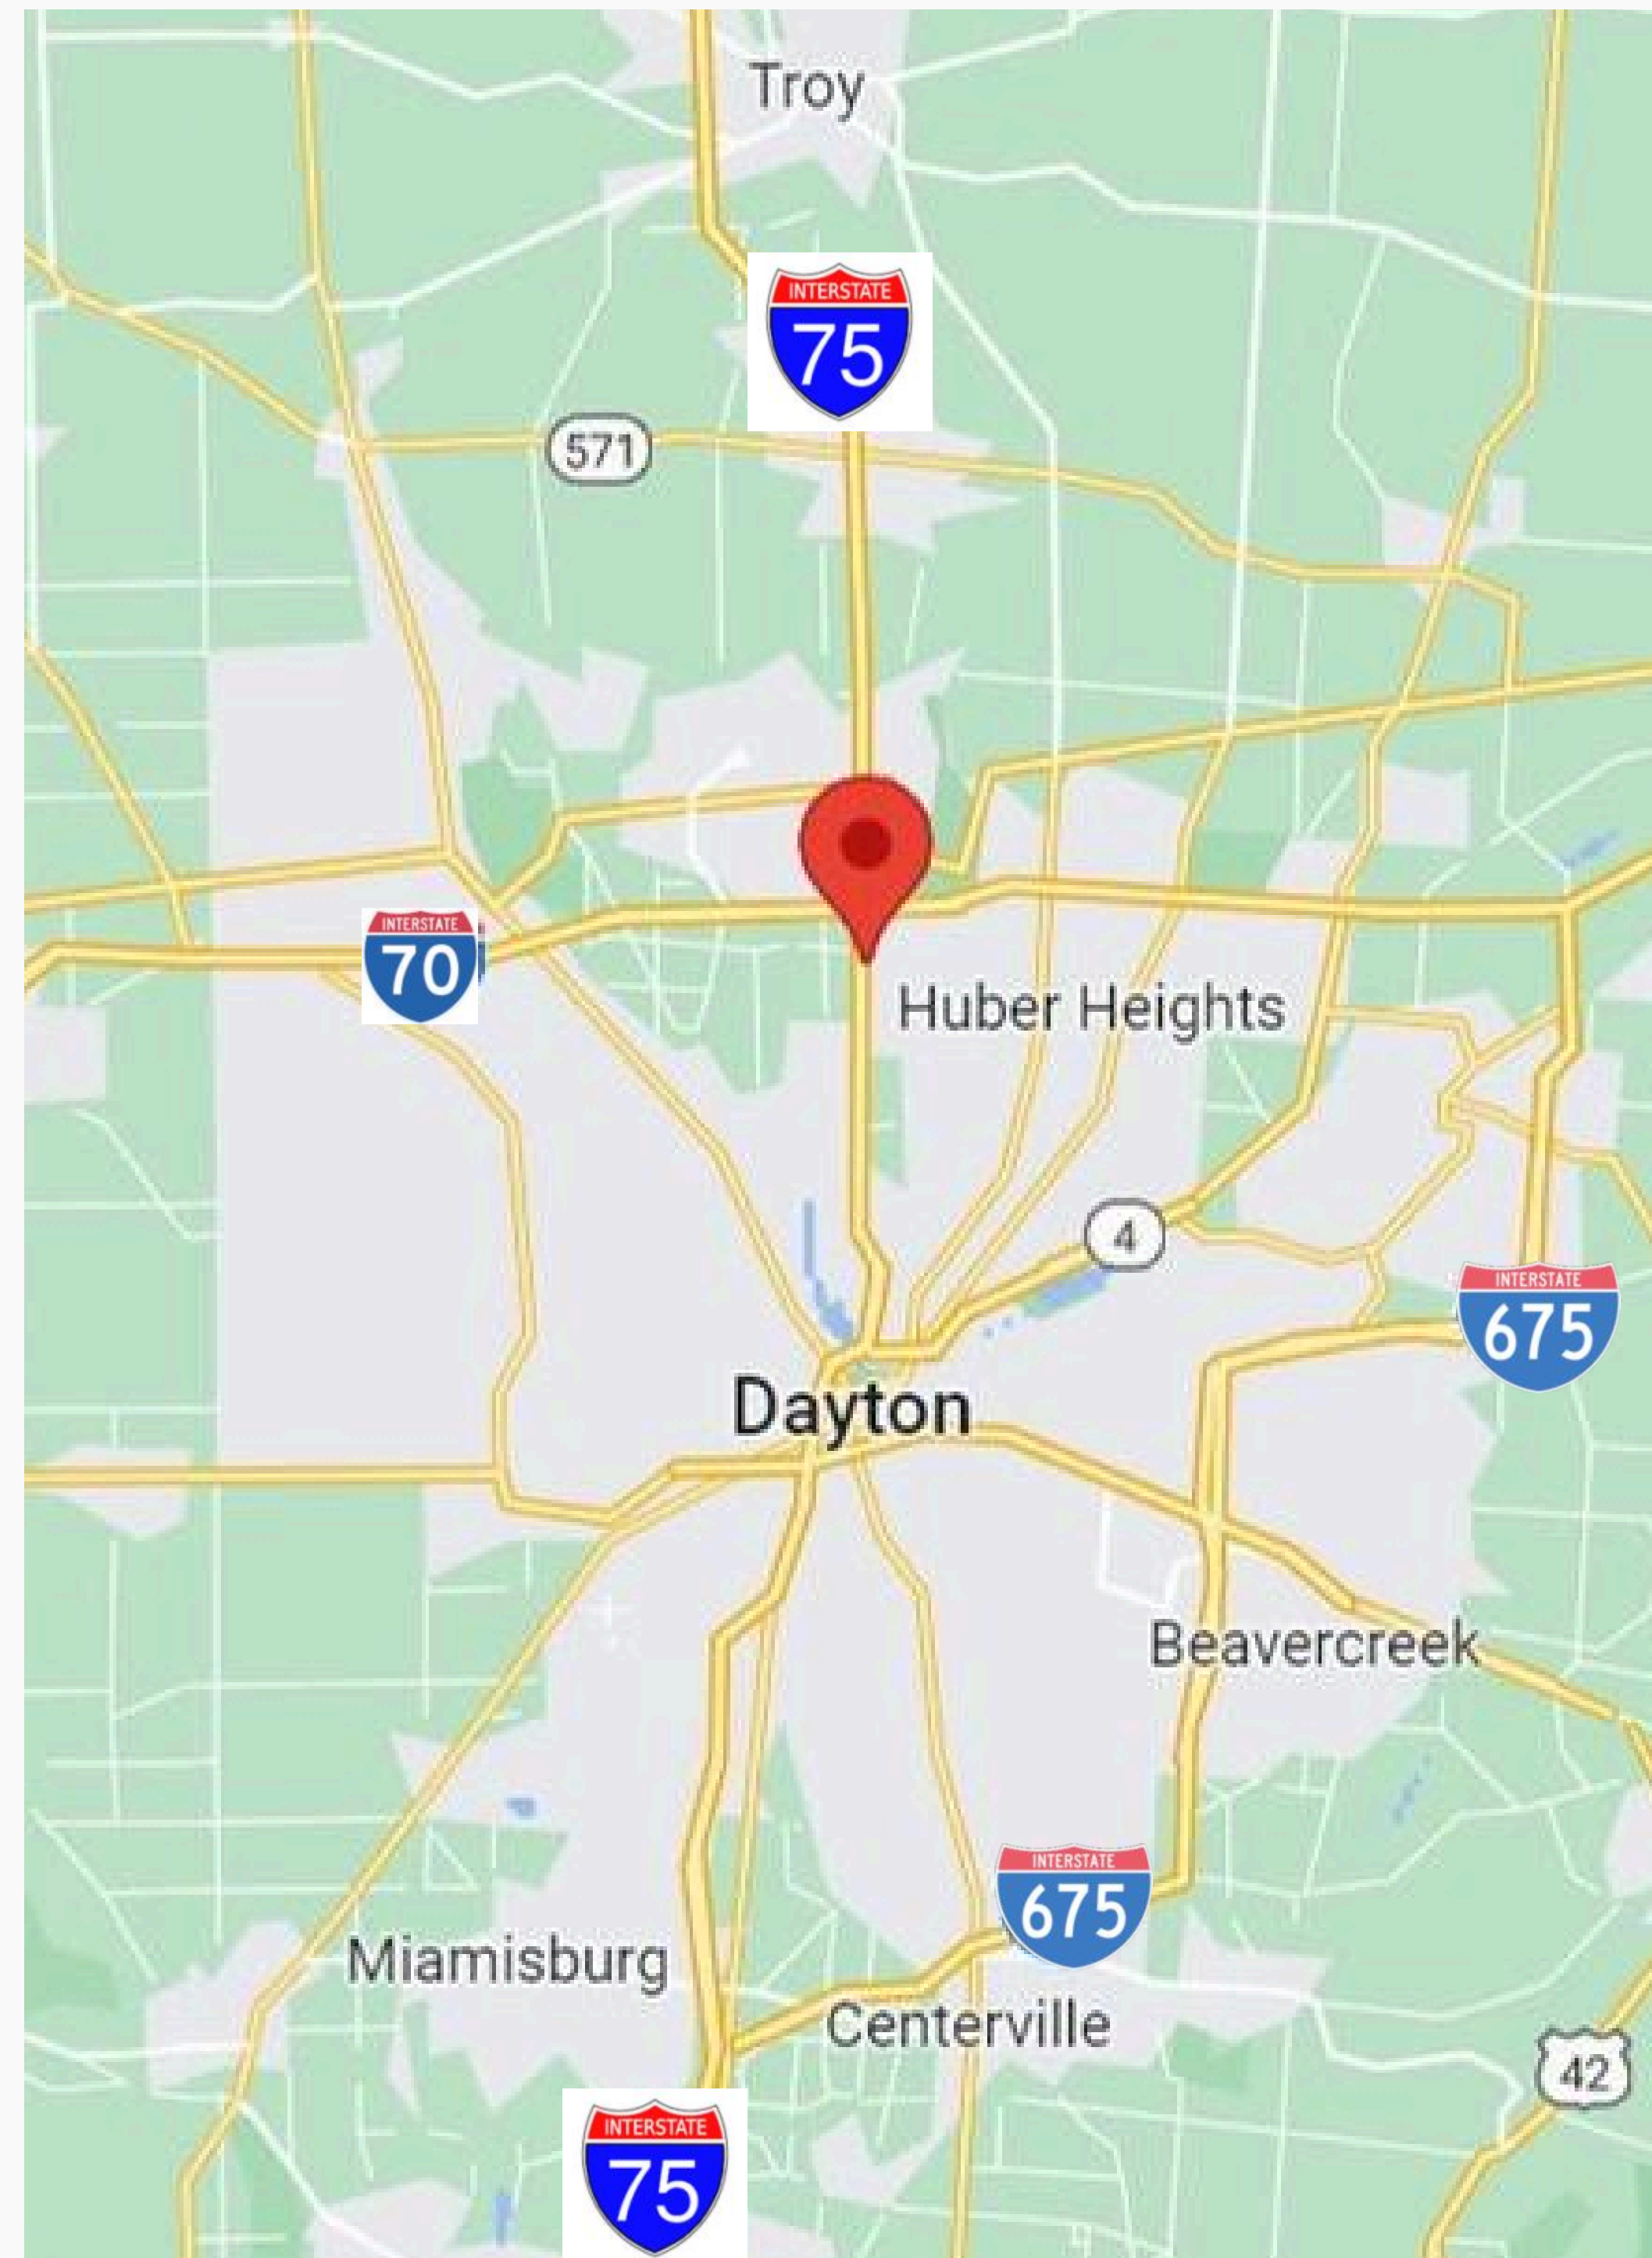 Troy
INTERSTATE
75
571
INTERSTATE
70
Huber Heights
4
INTERSTATE
675
Dayton
Beavercreek
INTERSTATE
675
Miamisburg
Centerville
42
INTERSTATE
75